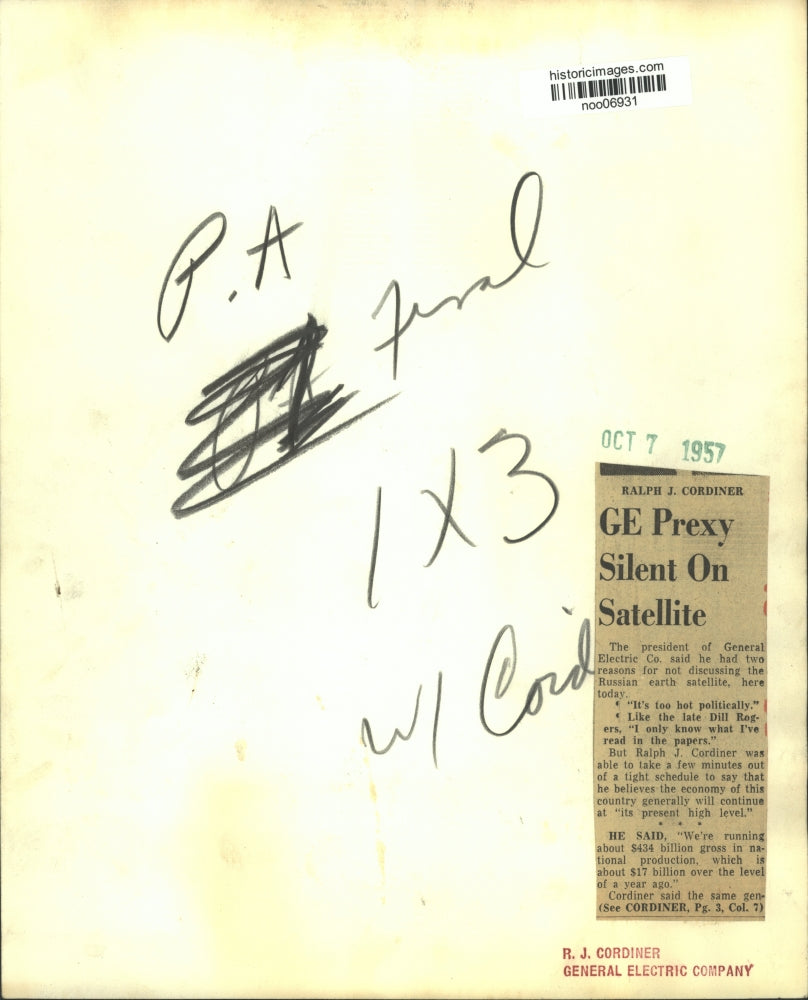 historicimages.com
noo06931
P.A
Final
1 X 3
w/ Cord
OCT 7 1957
RALPH J. CORDINER
GE Prexy
Silent On
Satellite
The president of General
Electric Co. said he had two
reasons for not discussing the
Russian earth satellite, here
today.
¶ "It's too hot politically."
¶ Like the late Dill Rog-
ers, "I only know what I've
read in the papers."
But Ralph J. Cordiner was
able to take a few minutes out
of a tight schedule to say that
he believes the economy of this
country generally will continue
at "its present high level."
* * *
HE SAID, "We're running
about $434 billion gross in na-
tional production, which is
about $17 billion over the level
of a year ago."
Cordiner said the same gen-
(See CORDINER, Pg. 3, Col. 7)
R. J. CORDINER
GENERAL ELECTRIC COMPANY